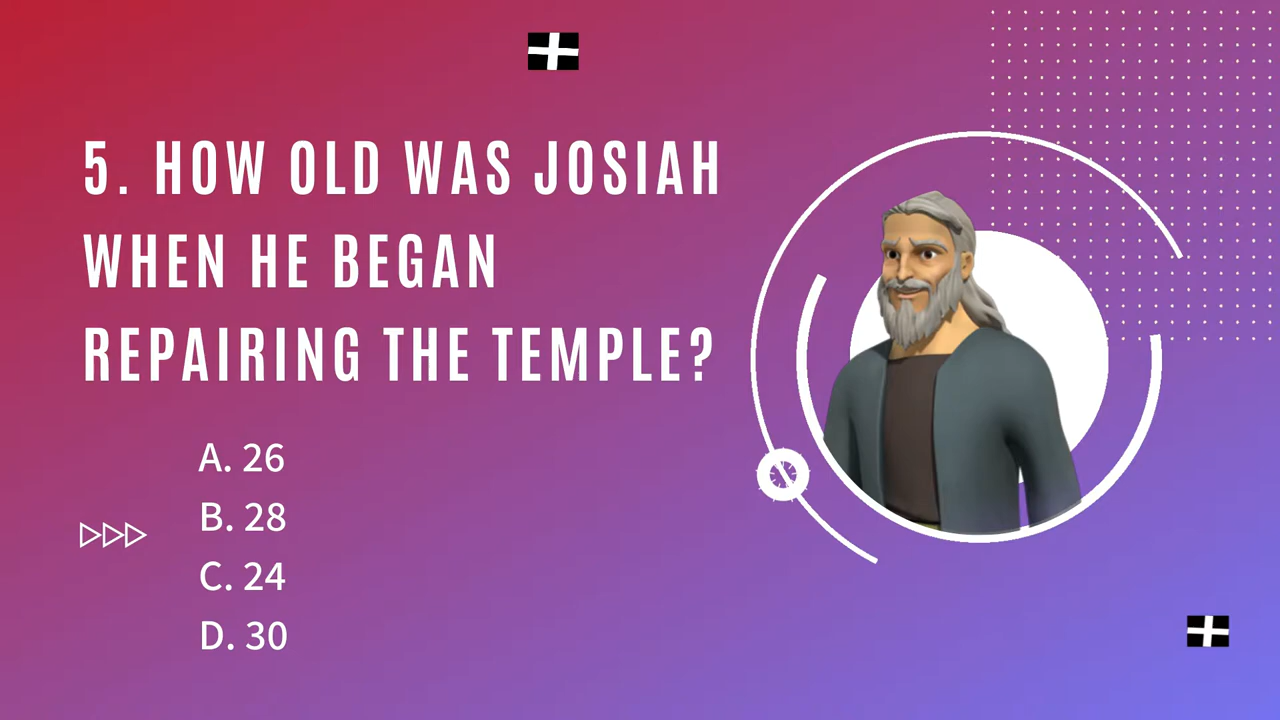 5. HOW OLD WAS JOSIAH
WHEN HE BEGAN
REPAIRING THE TEMPLE?
A. 26
B. 28
C. 24
D. 30